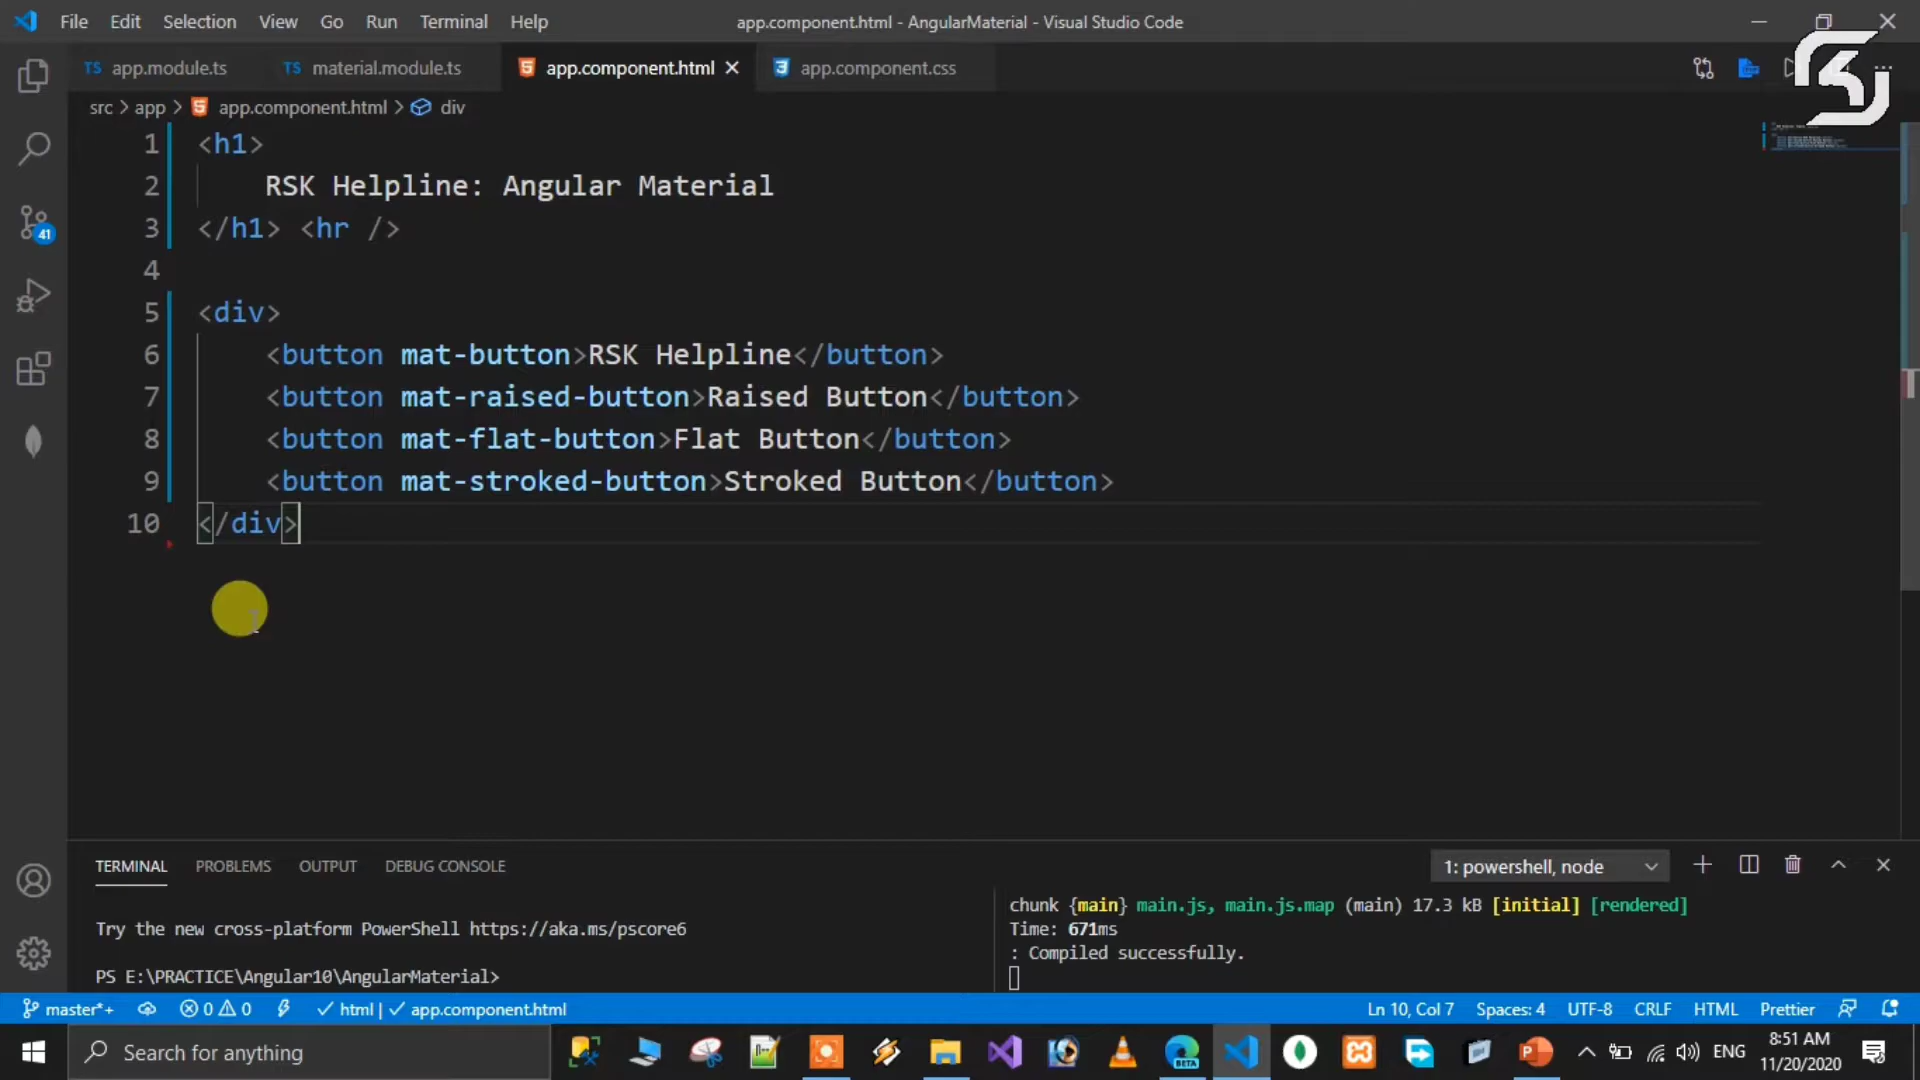 File Edit Selection View Go Run Terminal Help app.component.html - AngularMaterial - Visual Studio Code
TS app.module.ts TS material.module.ts app.component.html app.component.css
src > app > app.component.html > div
1 <h1>
2 RSK Helpline: Angular Material
3 </h1> <hr />
4
5 <div>
6 <button mat-button>RSK Helpline</button>
7 <button mat-raised-button>Raised Button</button>
8 <button mat-flat-button>Flat Button</button>
9 <button mat-stroked-button>Stroked Button</button>
10 </div>
41
TERMINAL PROBLEMS OUTPUT DEBUG CONSOLE 1: powershell, node
Try the new cross-platform PowerShell https://aka.ms/pscore6
PS E:\PRACTICE\Angular10\AngularMaterial>
chunk {main} main.js, main.js.map (main) 17.3 kB [initial] [rendered]
Time: 671ms
: Compiled successfully.
master*+ 0 0 html | app.component.html Ln 10, Col 7 Spaces: 4 UTF-8 CRLF HTML Prettier
Search for anything BETA ENG 8:51 AM
11/20/2020